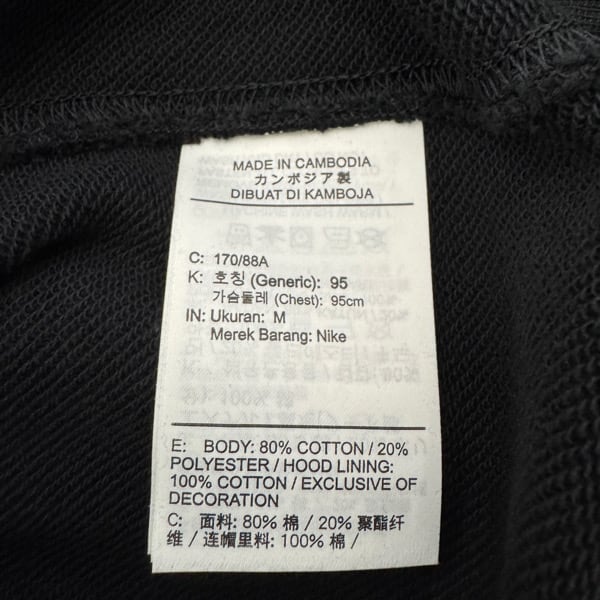 MADE IN CAMBODIA
カンボジア製
DIBUAT DI KAMBOJA
C: 170/88A
K: 호칭 (Generic): 95
가슴둘레 (Chest): 95cm
IN: Ukuran: M
Merek Barang: Nike
E: BODY: 80% COTTON / 20%
POLYESTER / HOOD LINING:
100% COTTON / EXCLUSIVE OF
DECORATION
C: 面料: 80% 棉 / 20% 聚酯纤
维 / 连帽里料: 100% 棉 /